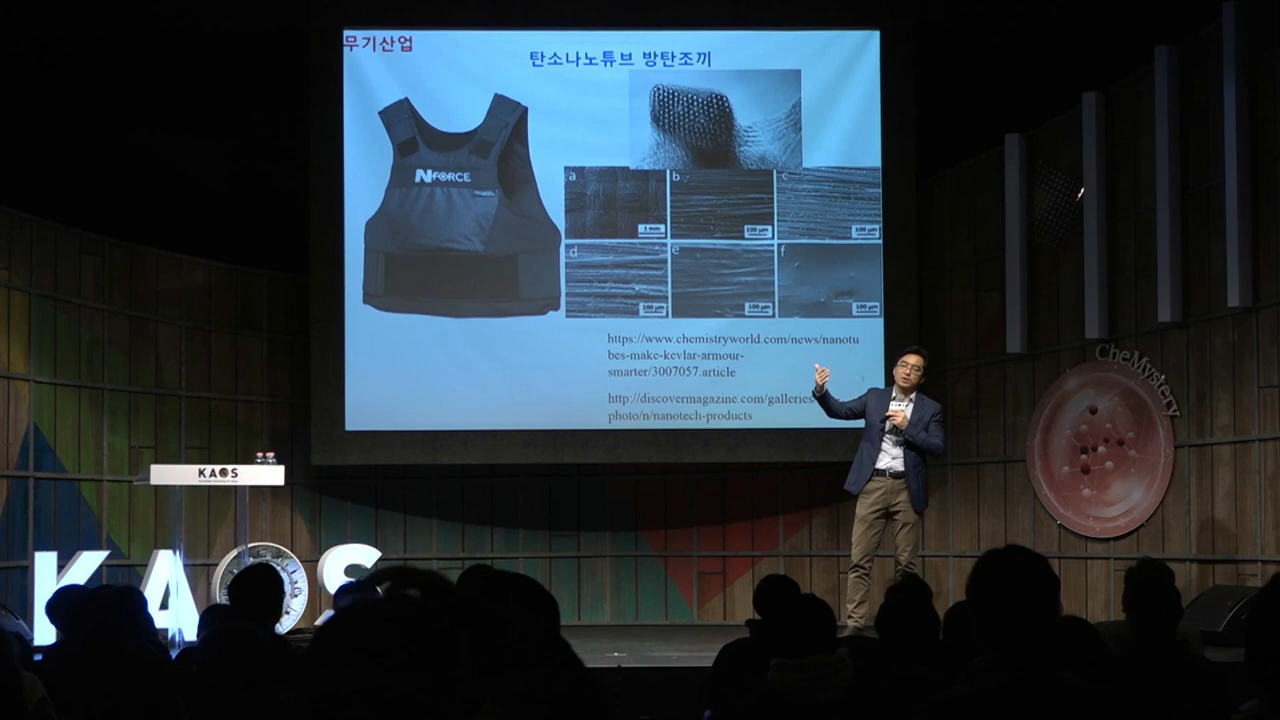 무기산업
탄소나노튜브 방탄조끼
NFORCE
a
b
c
1 mm
100 μm
100 μm
d
e
f
100 μm
100 μm
100 μm
https://www.chemistryworld.com/news/nanotu
bes-make-kevlar-armour-
smarter/3007057.article
http://discovermagazine.com/galleries
photo/n/nanotech-products
CheMystery
KAOS
KAOS